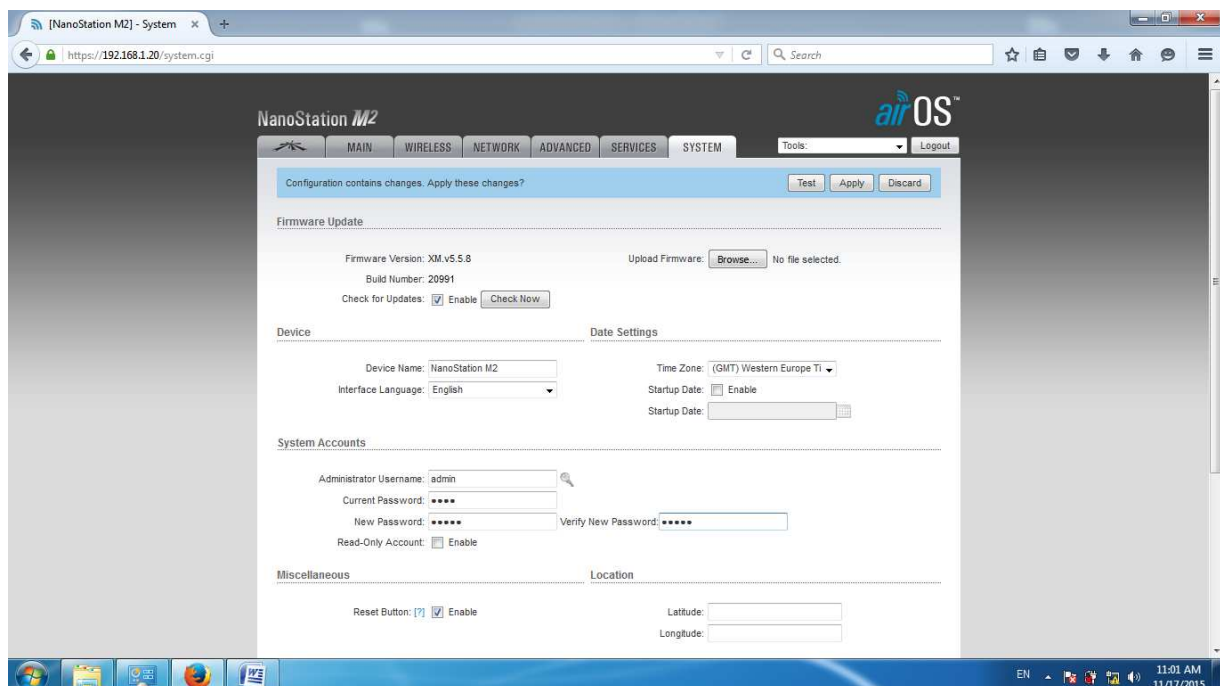 [NanoStation M2] - System × +
https://192.168.1.20/system.cgi
Search
NanoStation M2
airOS™
MAIN WIRELESS NETWORK ADVANCED SERVICES SYSTEM Tools: Logout
Configuration contains changes. Apply these changes? Test Apply Discard
Firmware Update
Firmware Version: XM.v5.5.8 Upload Firmware: Browse... No file selected.
Build Number: 20991
Check for Updates: Enable Check Now
Device Date Settings
Device Name: NanoStation M2 Time Zone: (GMT) Western Europe Ti
Interface Language: English Startup Date: Enable
Startup Date:
System Accounts
Administrator Username: admin
Current Password: ••••
New Password: ••••• Verify New Password: •••••
Read-Only Account: Enable
Miscellaneous Location
Reset Button: [?] Enable Latitude:
Longitude:
EN 11:01 AM
11/17/2015